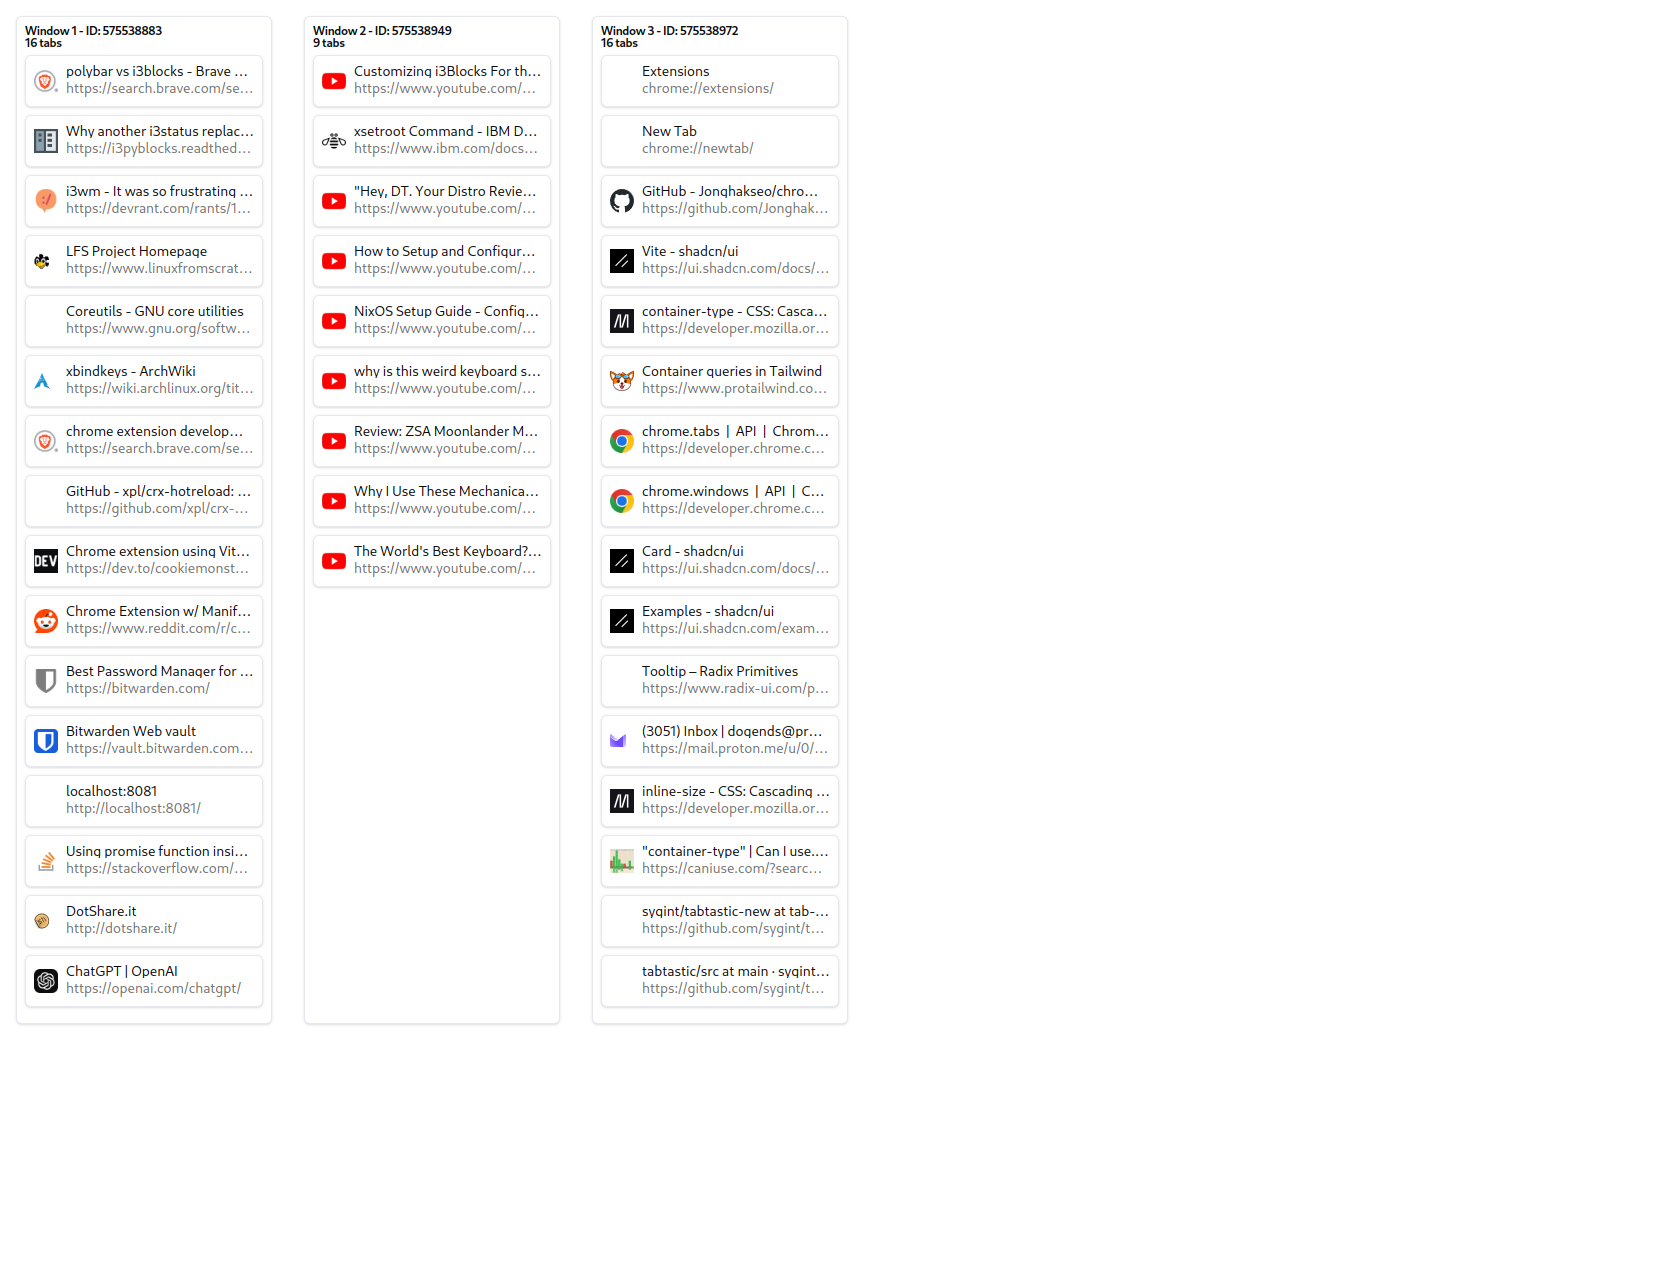 Window 1 - ID: 575538883
16 tabs
polybar vs i3blocks - Brave ...
https://search.brave.com/se...
Why another i3status replac...
https://i3pyblocks.readthed...
i3wm - It was so frustrating ...
https://devrant.com/rants/1...
LFS Project Homepage
https://www.linuxfromscrat...
Coreutils - GNU core utilities
https://www.gnu.org/softw...
xbindkeys - ArchWiki
https://wiki.archlinux.org/tit...
chrome extension develop...
https://search.brave.com/se...
GitHub - xpl/crx-hotreload: ...
https://github.com/xpl/crx-...
DEV
Chrome extension using Vit...
https://dev.to/cookiemonst...
Chrome Extension w/ Manif...
https://www.reddit.com/r/c...
Best Password Manager for ...
https://bitwarden.com/
Bitwarden Web vault
https://vault.bitwarden.com...
localhost:8081
http://localhost:8081/
Using promise function insi...
https://stackoverflow.com/...
DotShare.it
http://dotshare.it/
ChatGPT | OpenAI
https://openai.com/chatgpt/
Window 2 - ID: 575538949
9 tabs
Customizing i3Blocks For th...
https://www.youtube.com/...
xsetroot Command - IBM D...
https://www.ibm.com/docs...
"Hey, DT. Your Distro Revie...
https://www.youtube.com/...
How to Setup and Configur...
https://www.youtube.com/...
NixOS Setup Guide - Config...
https://www.youtube.com/...
why is this weird keyboard s...
https://www.youtube.com/...
Review: ZSA Moonlander M...
https://www.youtube.com/...
Why I Use These Mechanica...
https://www.youtube.com/...
The World's Best Keyboard?...
https://www.youtube.com/...
Window 3 - ID: 575538972
16 tabs
Extensions
chrome://extensions/
New Tab
chrome://newtab/
GitHub - Jonghakseo/chro...
https://github.com/Jonghak...
Vite - shadcn/ui
https://ui.shadcn.com/docs/...
container-type - CSS: Casca...
https://developer.mozilla.or...
Container queries in Tailwind
https://www.protailwind.co...
chrome.tabs | API | Chrom...
https://developer.chrome.c...
chrome.windows | API | C...
https://developer.chrome.c...
Card - shadcn/ui
https://ui.shadcn.com/docs/...
Examples - shadcn/ui
https://ui.shadcn.com/exam...
Tooltip – Radix Primitives
https://www.radix-ui.com/p...
(3051) Inbox | dogends@pr...
https://mail.proton.me/u/0/...
inline-size - CSS: Cascading ...
https://developer.mozilla.or...
"container-type" | Can I use....
https://caniuse.com/?searc...
sygint/tabtastic-new at tab-...
https://github.com/sygint/t...
tabtastic/src at main · sygint...
https://github.com/sygint/t...